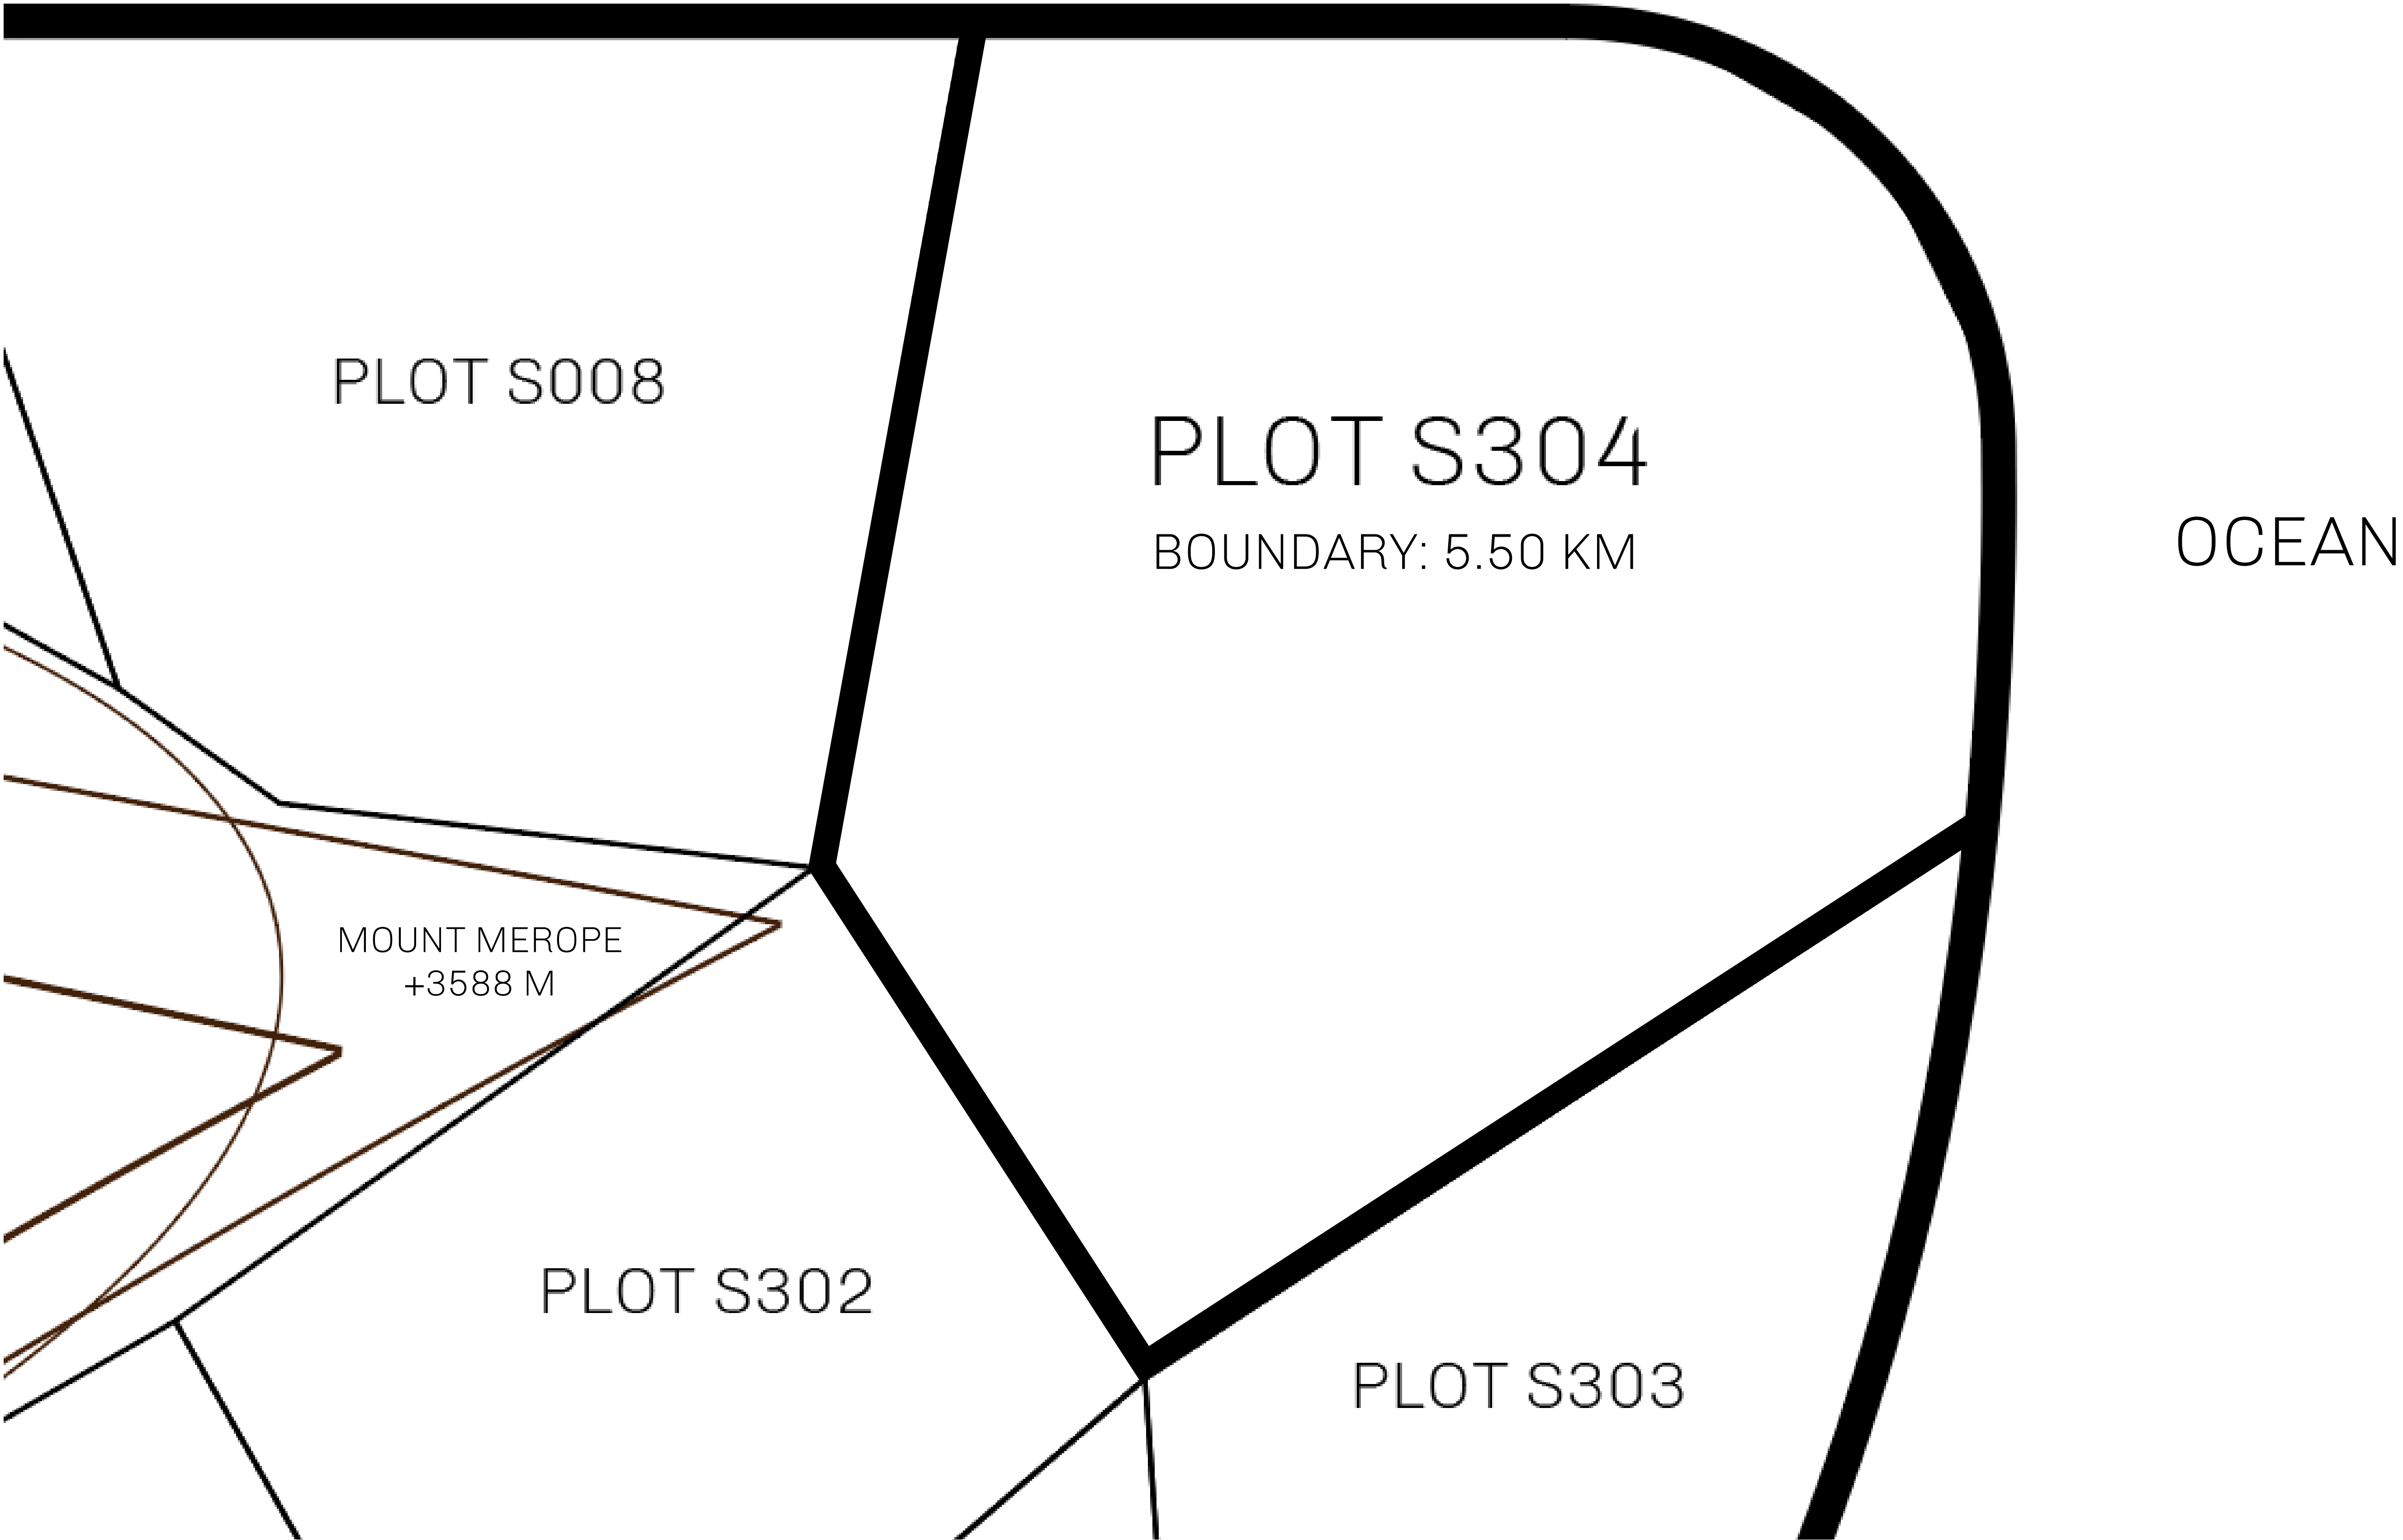 PLOT S008
PLOT S304
BOUNDARY: 5.50 KM
OCEAN
MOUNT MEROPE
+3588 M
PLOT S302
PLOT S303